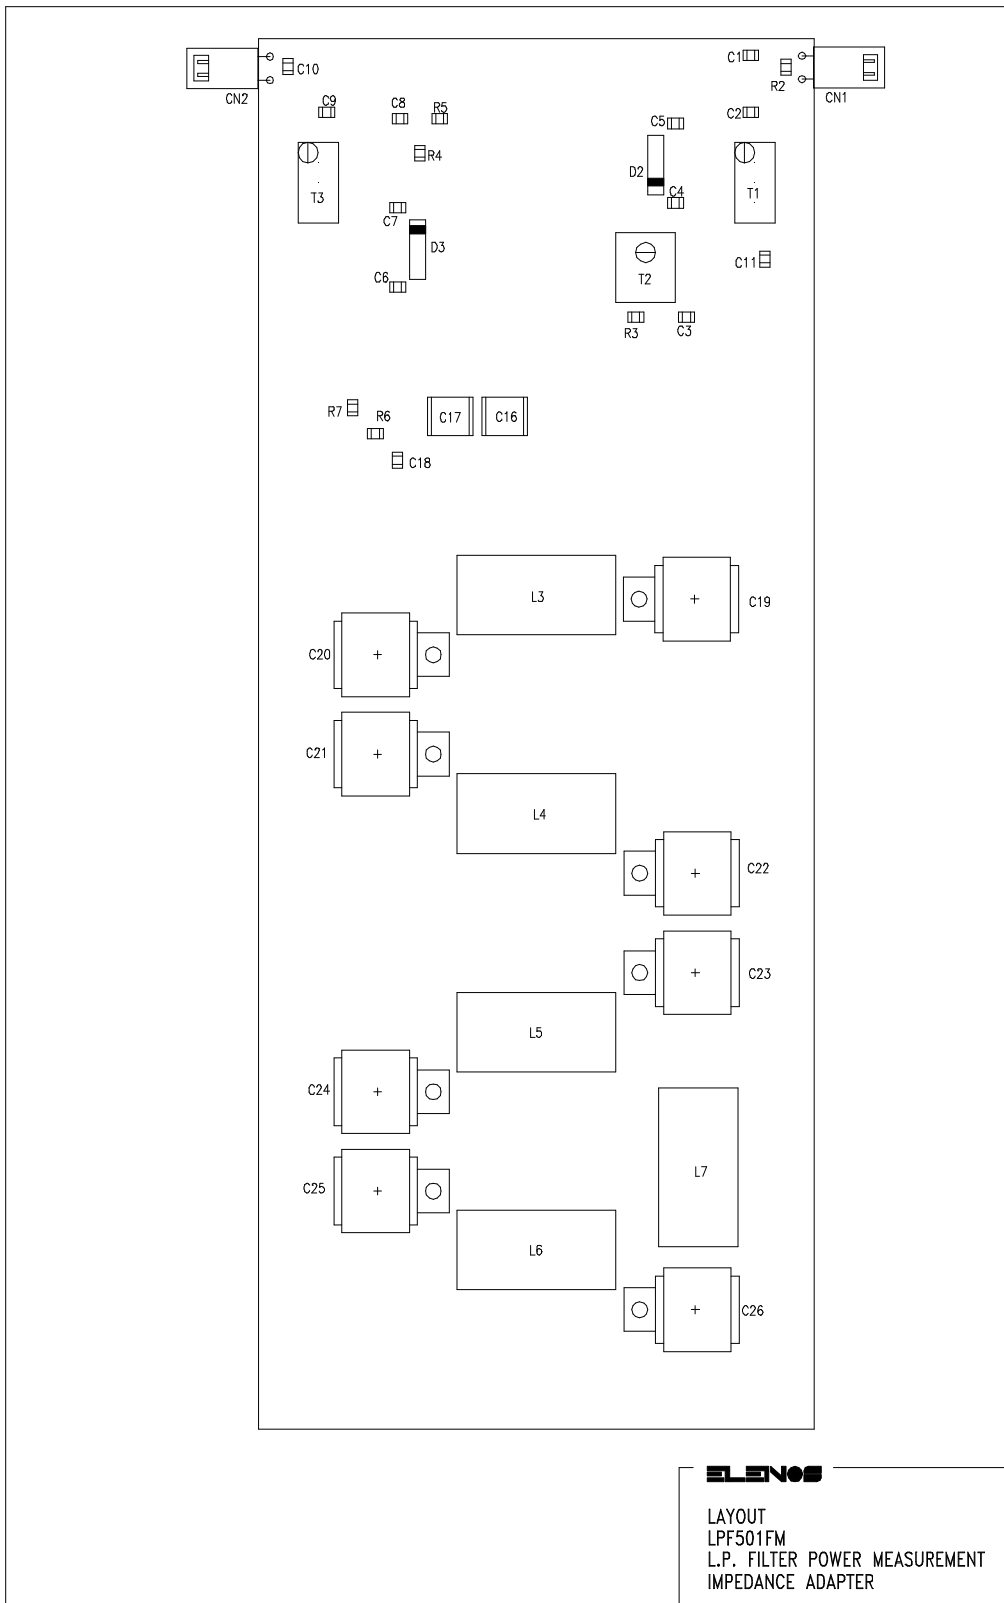 C1
C10
R2
CN2
CN1
C9
C8
R5
C5
C2
R4
D2
T3
C4
T1
C7
D3
C11
C6
T2
R3
C3
R7
R6
C17
C16
C18
L3
C19
C20
C21
L4
C22
C23
L5
C24
L7
C25
L6
C26
ELENOS
LAYOUT
LPF501FM
L.P. FILTER POWER MEASUREMENT
IMPEDANCE ADAPTER